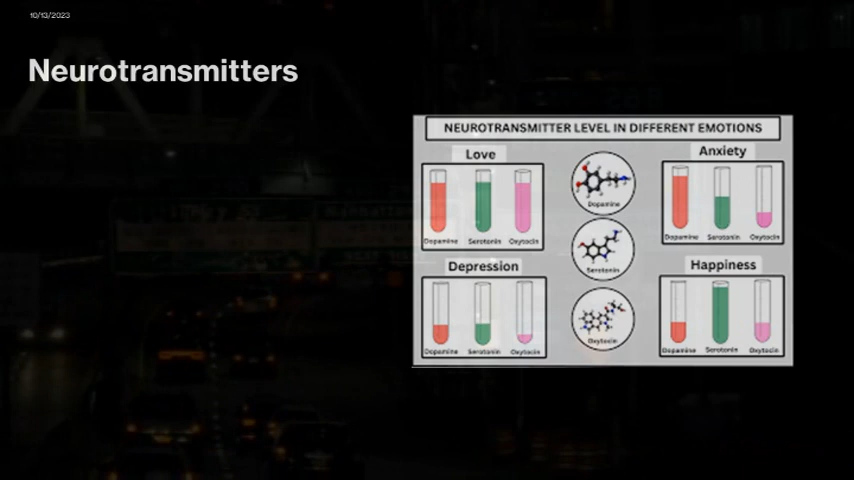 10/13/2023
Neurotransmitters
NEUROTRANSMITTER LEVEL IN DIFFERENT EMOTIONS
Love
Dopamine Serotonin Oxytocin
Dopamine
Serotonin
Oxytocin
Anxiety
Dopamine Serotonin Oxytocin
Depression
Dopamine Serotonin Oxytocin
Happiness
Dopamine Serotonin Oxytocin